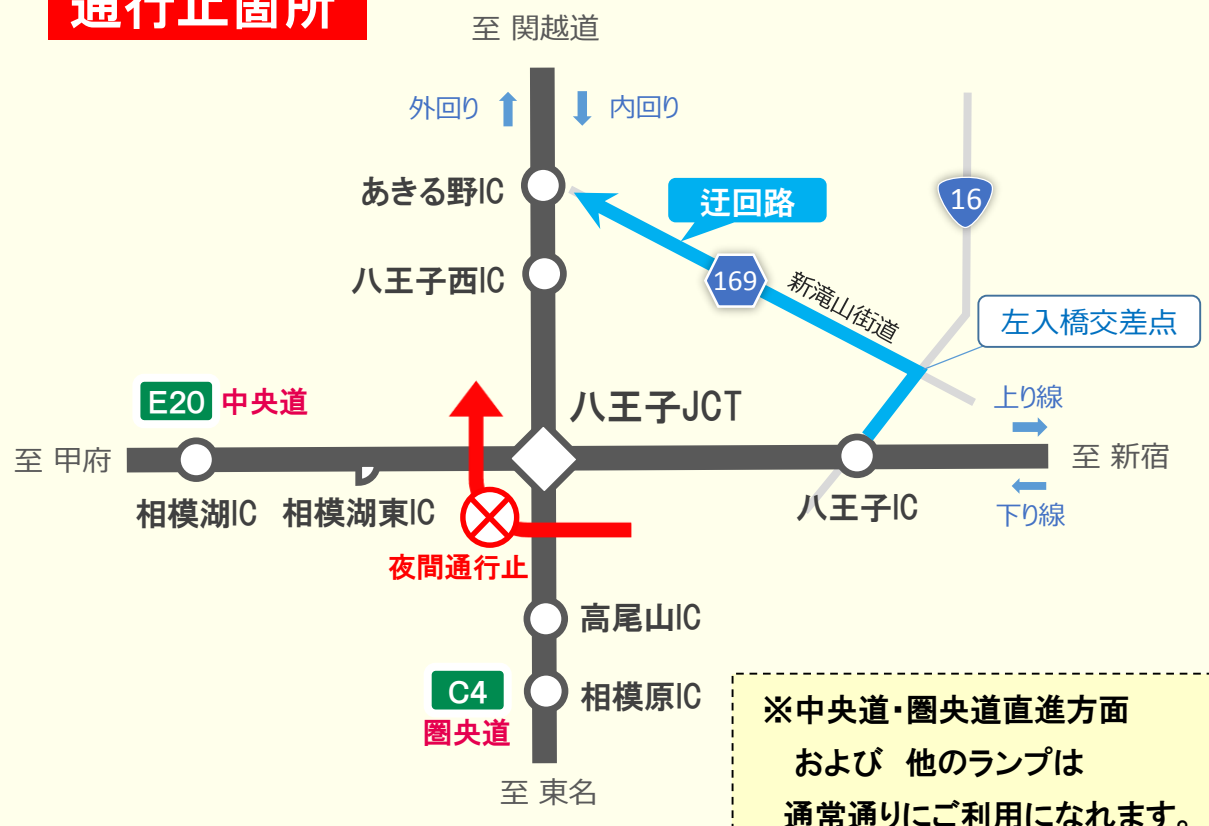 通行止箇所
至 関越道
外回り
内回り
あきる野IC
迂回路
16
八王子西IC
169
新滝山街道
左入橋交差点
E20 中央道
八王子JCT
上り線
至 甲府
至 新宿
相模湖IC
相模湖東IC
八王子IC
下り線
夜間通行止
高尾山IC
C4
圏央道
相模原IC
至 東名
※中央道・圏央道直進方面
および 他のランプは
通常通りにご利用になれます。